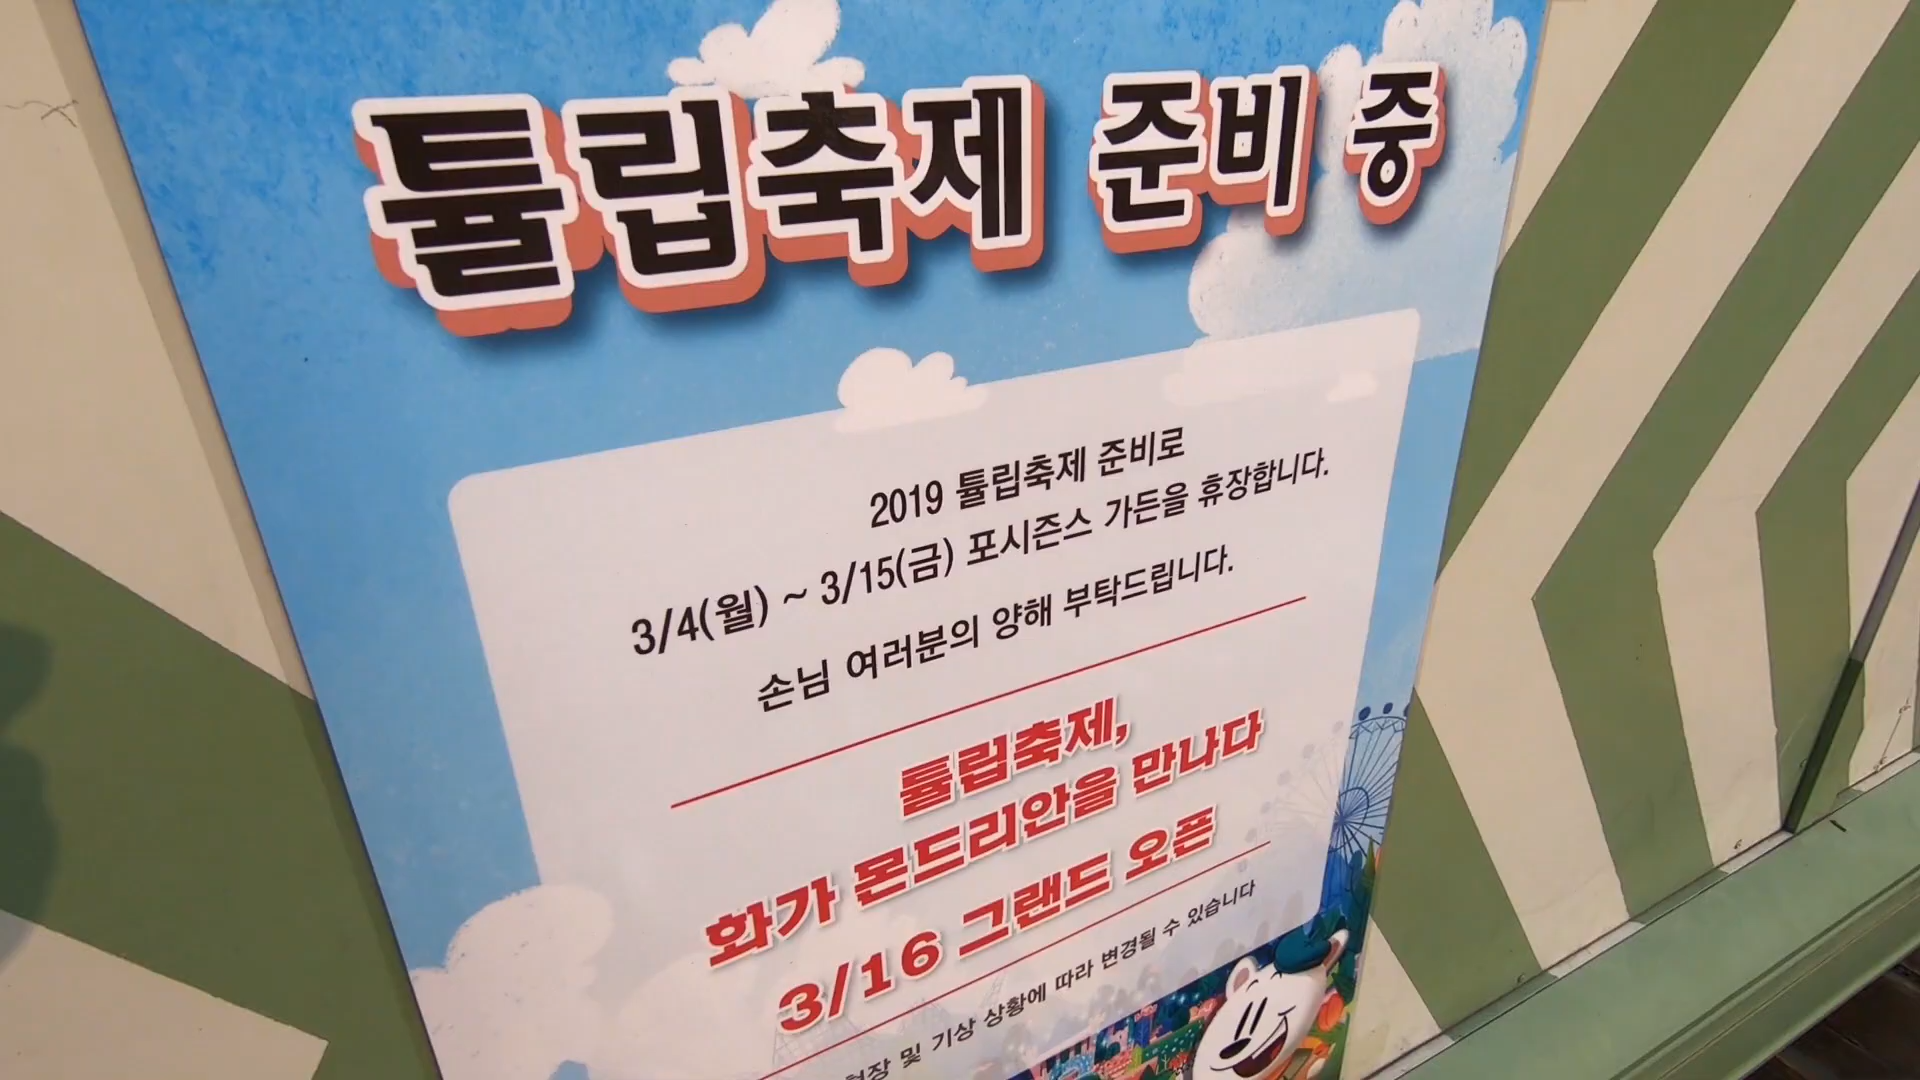 튤립축제 준비 중
2019 튤립축제 준비로
3/4(월) ~ 3/15(금) 포시즌스 가든을 휴장합니다.
손님 여러분의 양해 부탁드립니다.
튤립축제,
화가 몬드리안을 만나다
3/16 그랜드 오픈
현장 및 기상 상황에 따라 변경될 수 있습니다